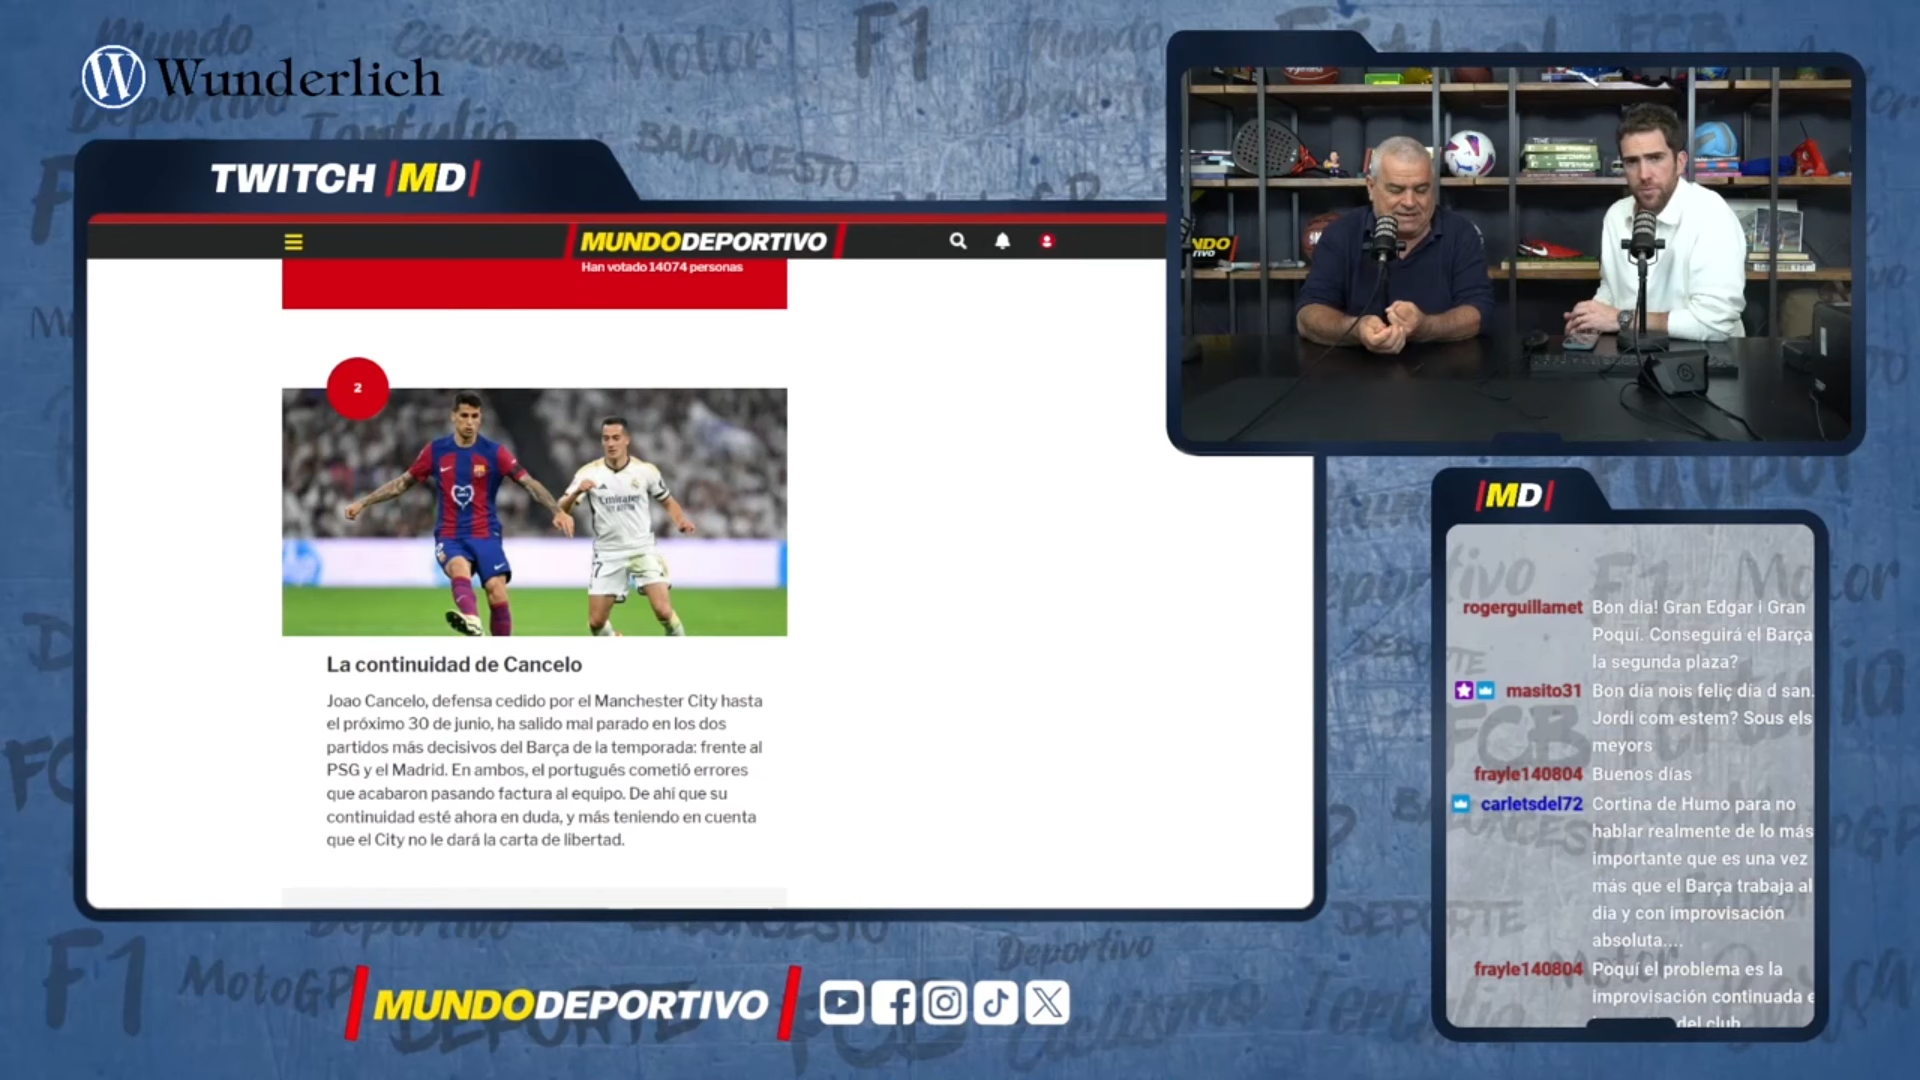 Wunderlich
TWITCH |MD|
MUNDODEPORTIVO
Han votado 14074 personas
2
La continuidad de Cancelo
Joao Cancelo, defensa cedido por el Manchester City hasta
el próximo 30 de junio, ha salido mal parado en los dos
partidos más decisivos del Barça de la temporada: frente al
PSG y el Madrid. En ambos, el portugués cometió errores
que acabaron pasando factura al equipo. De ahí que su
continuidad esté ahora en duda, y más teniendo en cuenta
que el City no le dará la carta de libertad.
|MD|
rogerguillamet Bon dia! Gran Edgar i Gran
Poquí. Conseguirá el Barça
la segunda plaza?
masito31 Bon día nois feliç día d san.
Jordi com estem? Sous els
meyors
frayle140804 Buenos días
carletsdel72 Cortina de Humo para no
hablar realmente de lo más
importante que es una vez
más que el Barça trabaja al
dia y con improvisación
absoluta....
frayle140804 Poquí el problema es la
improvisación continuada
del club
MUNDODEPORTIVO